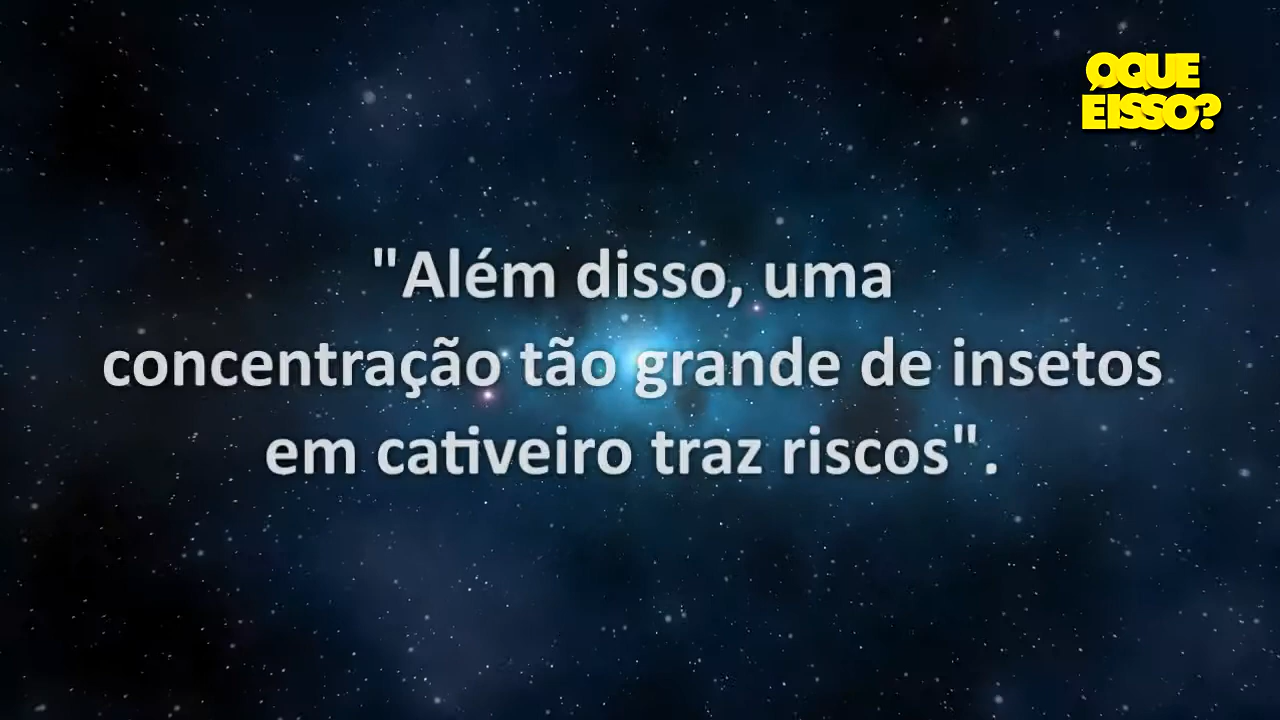 OQUE
EISSO?
"Além disso, uma
concentração tão grande de insetos
em cativeiro traz riscos".